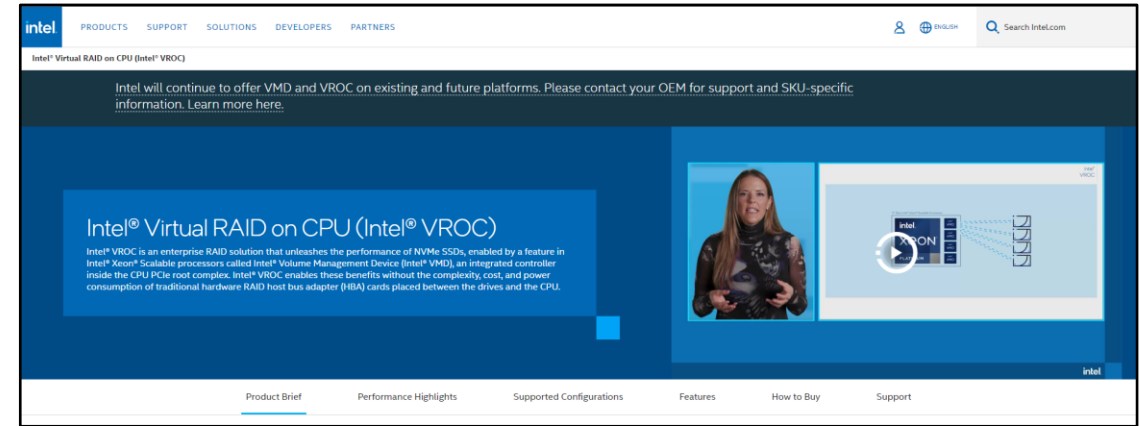 intel.
PRODUCTS SUPPORT SOLUTIONS DEVELOPERS PARTNERS
ENGLISH
Search Intel.com
Intel® Virtual RAID on CPU (Intel® VROC)
Intel will continue to offer VMD and VROC on existing and future platforms. Please contact your OEM for support and SKU-specific
information. Learn more here.
Intel® Virtual RAID on CPU (Intel® VROC)
Intel® VROC is an enterprise RAID solution that unleashes the performance of NVMe SSDs, enabled by a feature in
Intel® Xeon® Scalable processors called Intel® Volume Management Device (Intel® VMD), an integrated controller
inside the CPU PCIe root complex. Intel® VROC enables these benefits without the complexity, cost, and power
consumption of traditional hardware RAID host bus adapter (HBA) cards placed between the drives and the CPU.
Intel
VROC
intel
XEON
PLATINUM
intel
Product Brief Performance Highlights Supported Configurations Features How to Buy Support